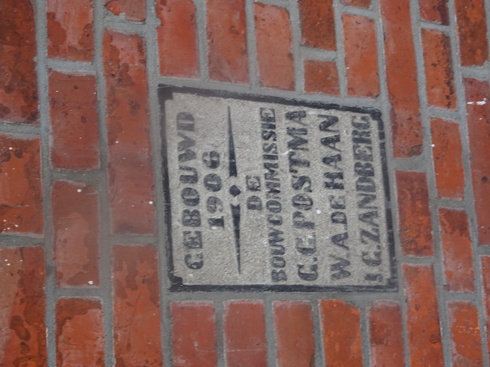 GEBOUWD
1906
DE
BOUWCOMMISSIE
C.C. POSTMA
W.A. DE HAAN
J.C. ZANDBERG